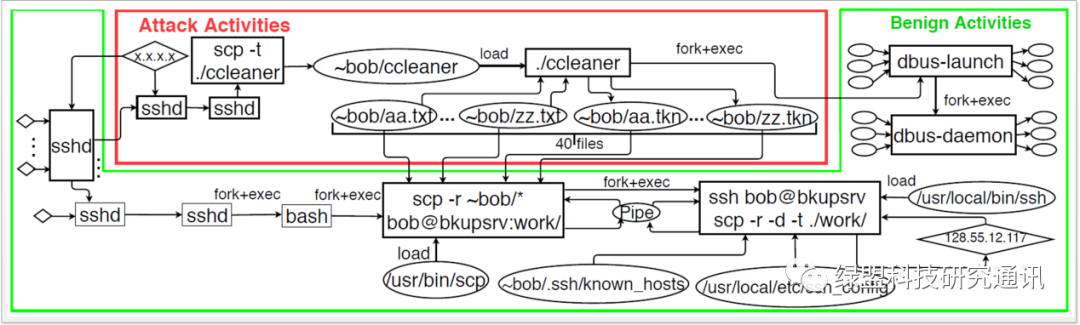 Attack Activities
Benign Activities
x.x.x.x
scp -t
./ccleaner
~bob/ccleaner
load
./ccleaner
fork+exec
dbus-launch
fork+exec
dbus-daemon
sshd
sshd
sshd
~bob/aa.txt
...
~bob/zz.txt
~bob/aa.tkn
...
~bob/zz.tkn
40 files
sshd
fork+exec
sshd
fork+exec
bash
scp -r ~bob/*
bob@bkupsrv:work/
fork+exec
Pipe
ssh bob@bkupsrv
scp -r -d -t ./work/
load
/usr/local/bin/ssh
128.55.12.117
load
/usr/bin/scp
~bob/.ssh/known_hosts
/usr/local/etc/ssh_config
绿盟科技研究通讯